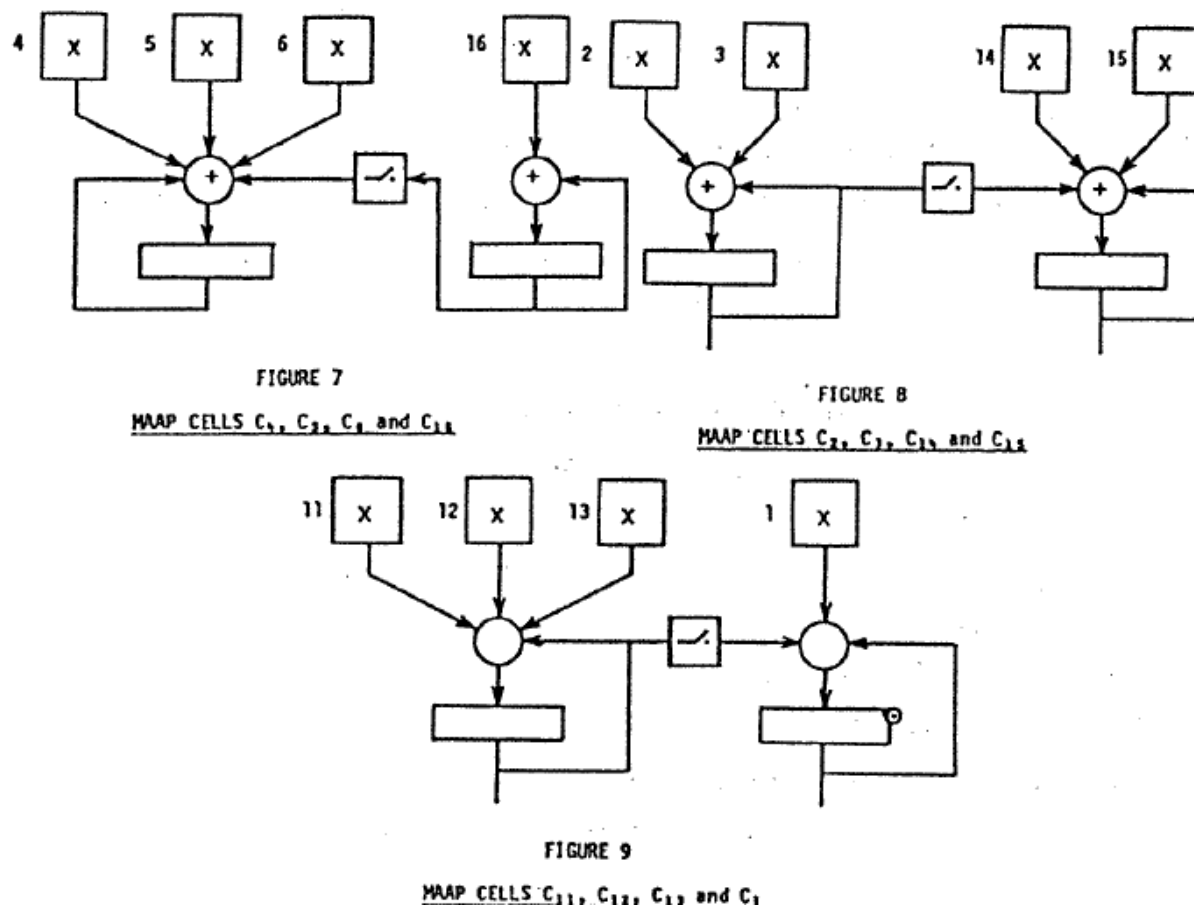 4 X 5 X 6 X 16 X 2 X 3 X 14 X 15 X
+ + + +
FIGURE 7
FIGURE 8
MAAP CELLS C₄, C₅, C₆ and C₁₆
MAAP CELLS C₂, C₃, C₁₄ and C₁₅
11 X 12 X 13 X 1 X
FIGURE 9
MAAP CELLS C₁₁, C₁₂, C₁₃ and C₁